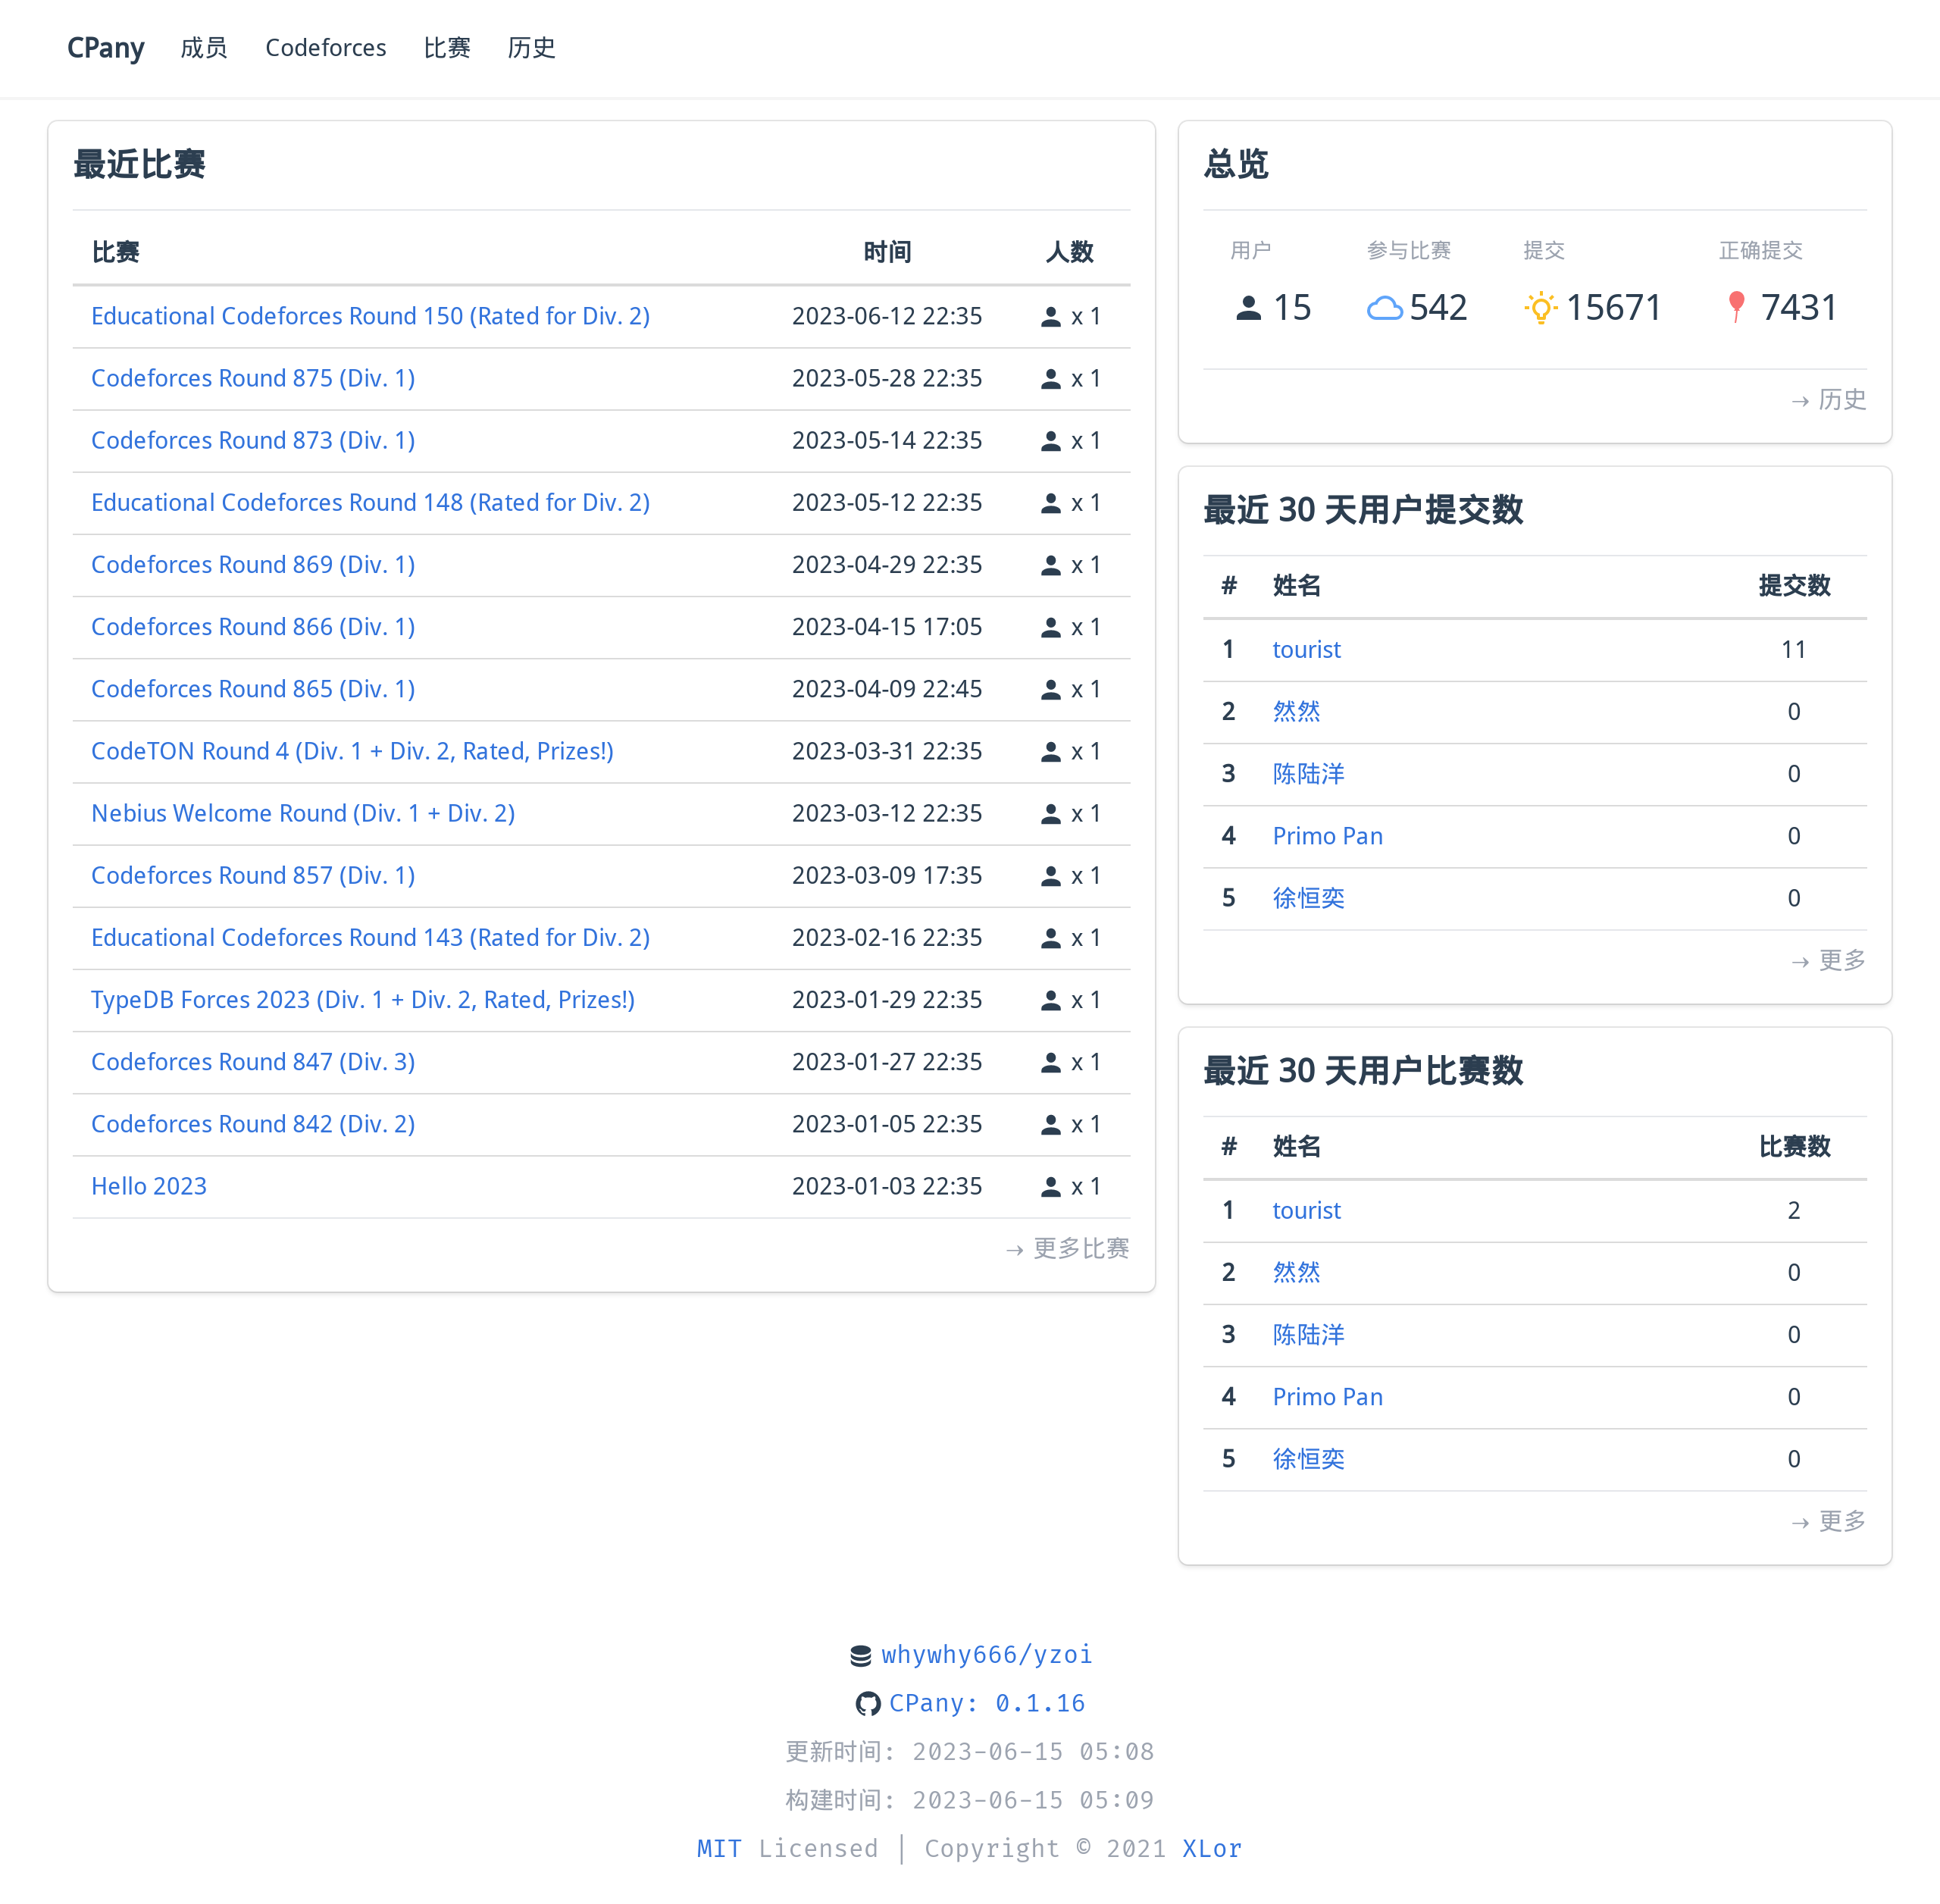 CPany 成员 Codeforces 比赛 历史
最近比赛
比赛 时间 人数
Educational Codeforces Round 150 (Rated for Div. 2) 2023-06-12 22:35 x 1
Codeforces Round 875 (Div. 1) 2023-05-28 22:35 x 1
Codeforces Round 873 (Div. 1) 2023-05-14 22:35 x 1
Educational Codeforces Round 148 (Rated for Div. 2) 2023-05-12 22:35 x 1
Codeforces Round 869 (Div. 1) 2023-04-29 22:35 x 1
Codeforces Round 866 (Div. 1) 2023-04-15 17:05 x 1
Codeforces Round 865 (Div. 1) 2023-04-09 22:45 x 1
CodeTON Round 4 (Div. 1 + Div. 2, Rated, Prizes!) 2023-03-31 22:35 x 1
Nebius Welcome Round (Div. 1 + Div. 2) 2023-03-12 22:35 x 1
Codeforces Round 857 (Div. 1) 2023-03-09 17:35 x 1
Educational Codeforces Round 143 (Rated for Div. 2) 2023-02-16 22:35 x 1
TypeDB Forces 2023 (Div. 1 + Div. 2, Rated, Prizes!) 2023-01-29 22:35 x 1
Codeforces Round 847 (Div. 3) 2023-01-27 22:35 x 1
Codeforces Round 842 (Div. 2) 2023-01-05 22:35 x 1
Hello 2023 2023-01-03 22:35 x 1
→ 更多比赛
总览
用户 参与比赛 提交 正确提交
15 542 15671 7431
→ 历史
最近 30 天用户提交数
# 姓名 提交数
1 tourist 11
2 然然 0
3 陈陆洋 0
4 Primo Pan 0
5 徐恒奕 0
→ 更多
最近 30 天用户比赛数
# 姓名 比赛数
1 tourist 2
2 然然 0
3 陈陆洋 0
4 Primo Pan 0
5 徐恒奕 0
→ 更多
whywhy666/yzoi
CPany: 0.1.16
更新时间: 2023-06-15 05:08
构建时间: 2023-06-15 05:09
MIT Licensed | Copyright © 2021 XLor